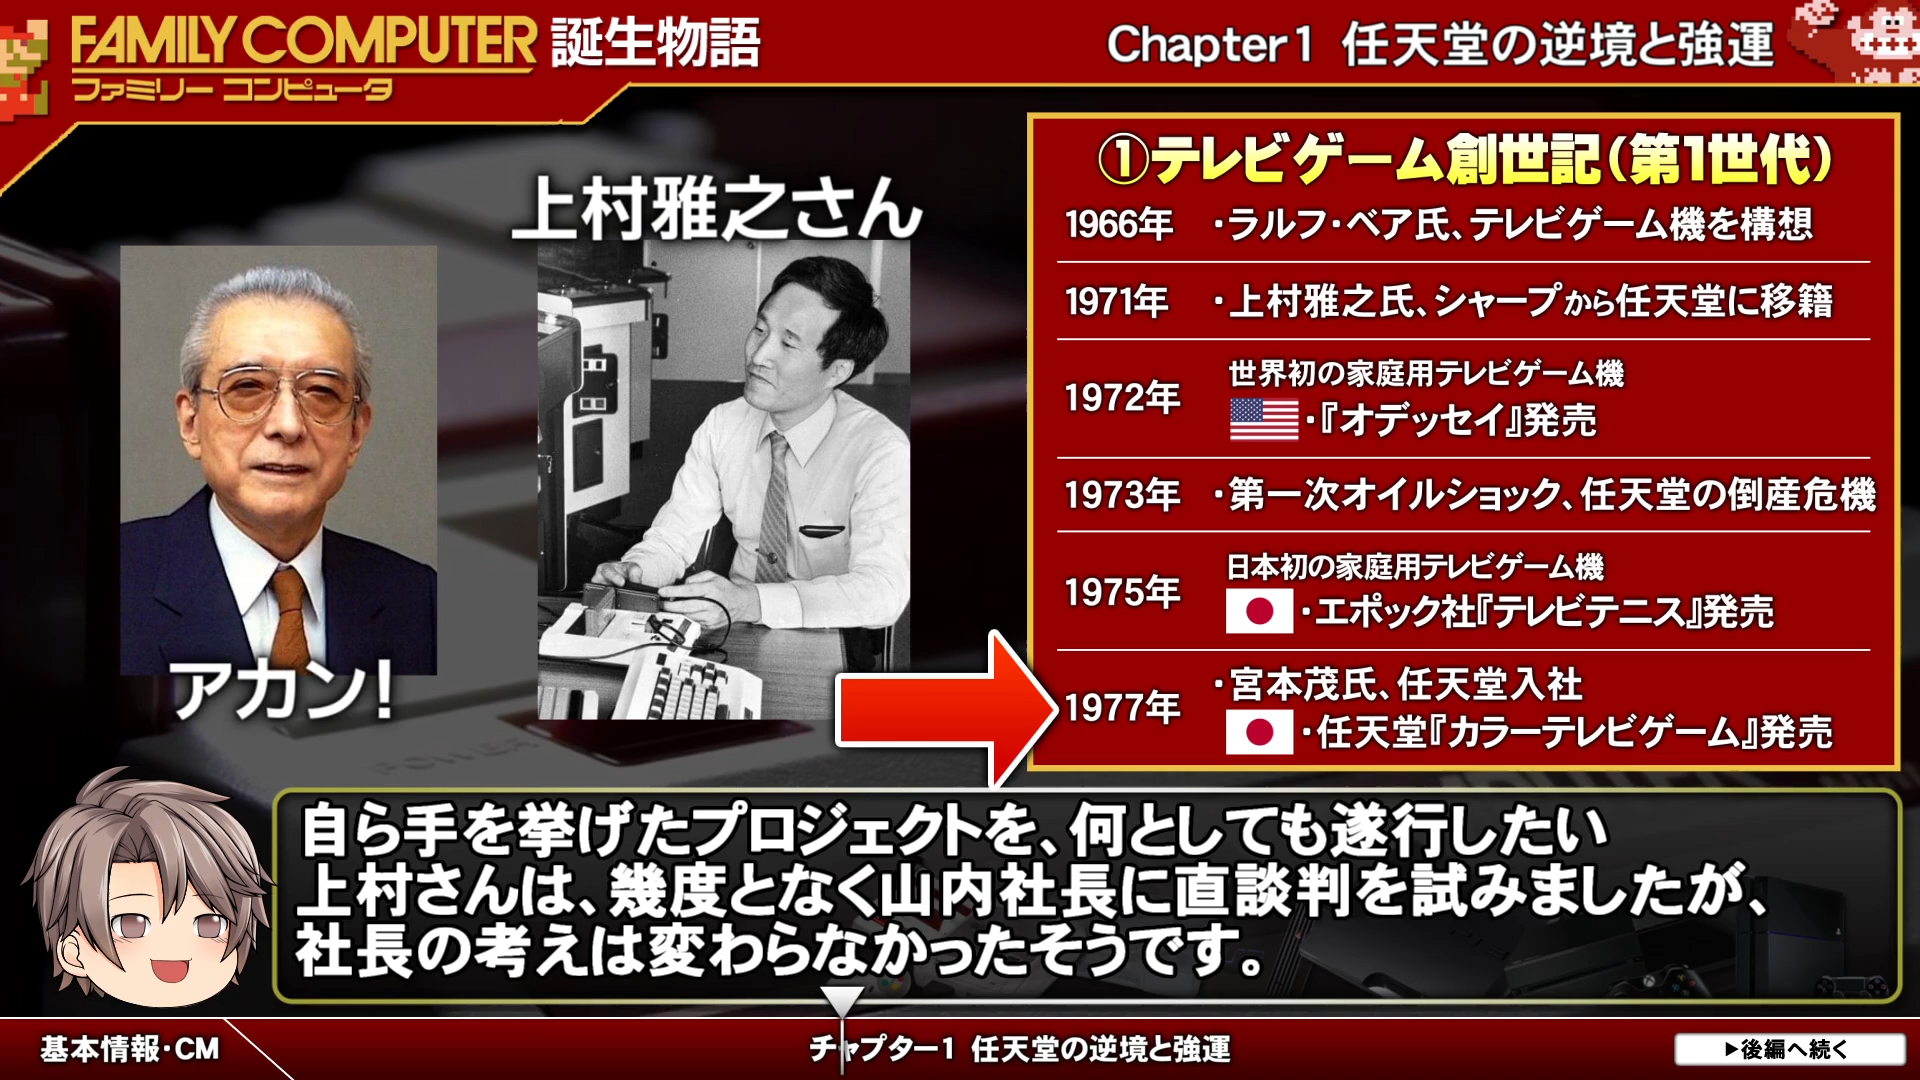 FAMILY COMPUTER 誕生物語
ファミリー コンピュータ
Chapter1 任天堂の逆境と強運
上村雅之さん
アカン!
①テレビゲーム創世記(第1世代)
1966年 ・ラルフ・ベア氏、テレビゲーム機を構想
1971年 ・上村雅之氏、シャープから任天堂に移籍
1972年 世界初の家庭用テレビゲーム機
・『オデッセイ』発売
1973年 ・第一次オイルショック、任天堂の倒産危機
1975年 日本初の家庭用テレビゲーム機
・エポック社『テレビテニス』発売
1977年 ・宮本茂氏、任天堂入社
・任天堂『カラーテレビゲーム』発売
POWER
自ら手を挙げたプロジェクトを、何としても遂行したい
上村さんは、幾度となく山内社長に直談判を試みましたが、
社長の考えは変わらなかったそうです。
基本情報・CM
チャプター1 任天堂の逆境と強運
▶後編へ続く